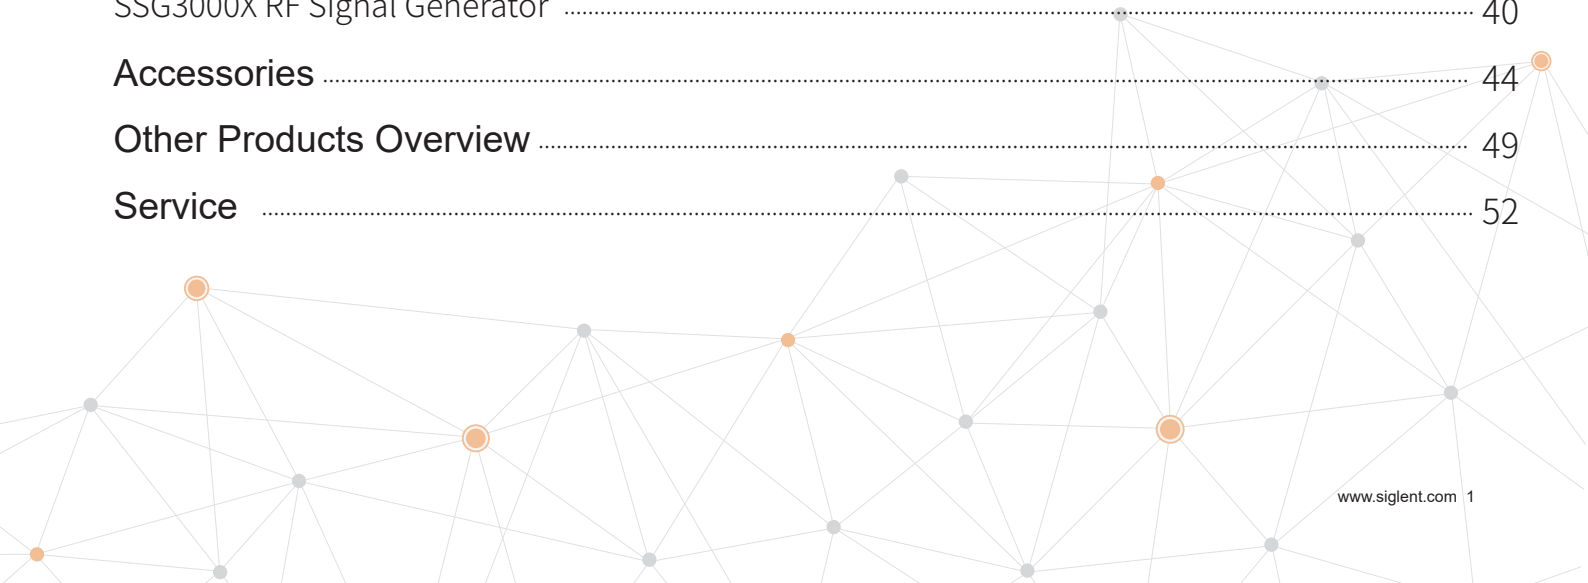 SSG3000X RF Signal Generator 40
Accessories 44
Other Products Overview 49
Service 52
www.siglent.com 1